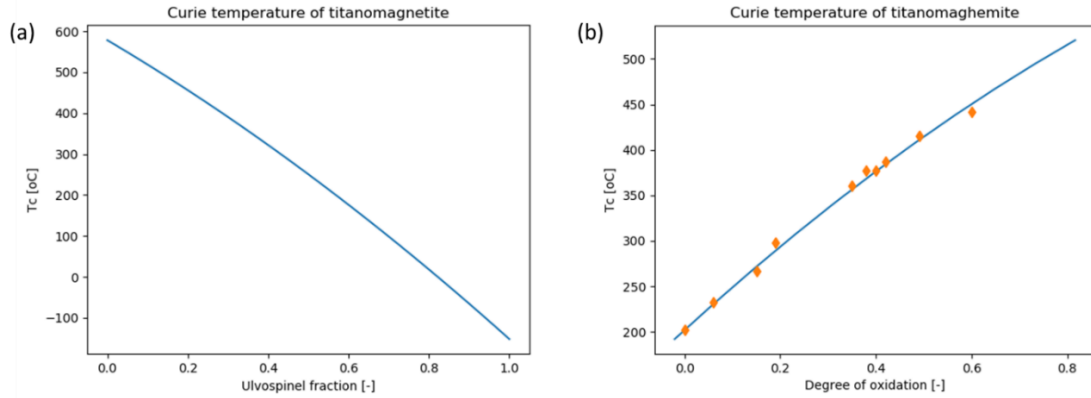 (a)
Curie temperature of titanomagnetite
600
500
400
300
200
100
0
−100
Tc [oC]
0.0 0.2 0.4 0.6 0.8 1.0
Ulvospinel fraction [-]
(b)
Curie temperature of titanomaghemite
500
450
400
350
300
250
200
Tc [oC]
0.0 0.2 0.4 0.6 0.8
Degree of oxidation [-]